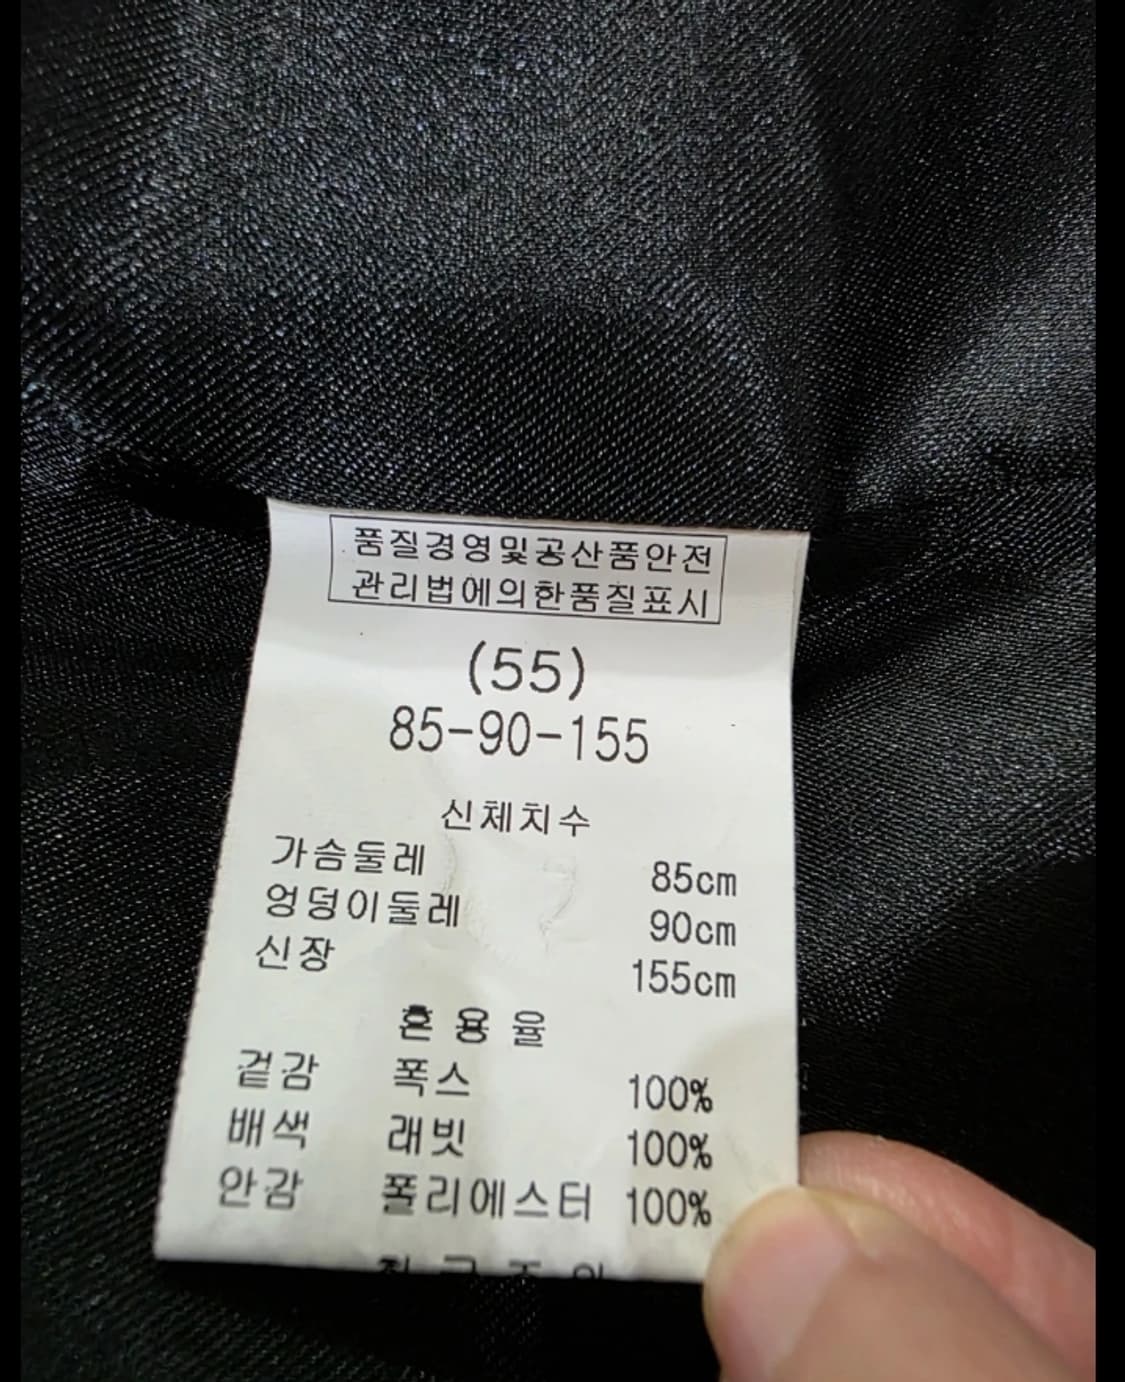 품질경영및공산품안전
관리법에의한품질표시
(55)
85-90-155
신체치수
가슴둘레 85cm
엉덩이둘레 90cm
신장 155cm
혼용율
겉감 폭스 100%
배색 래빗 100%
안감 폴리에스터 100%